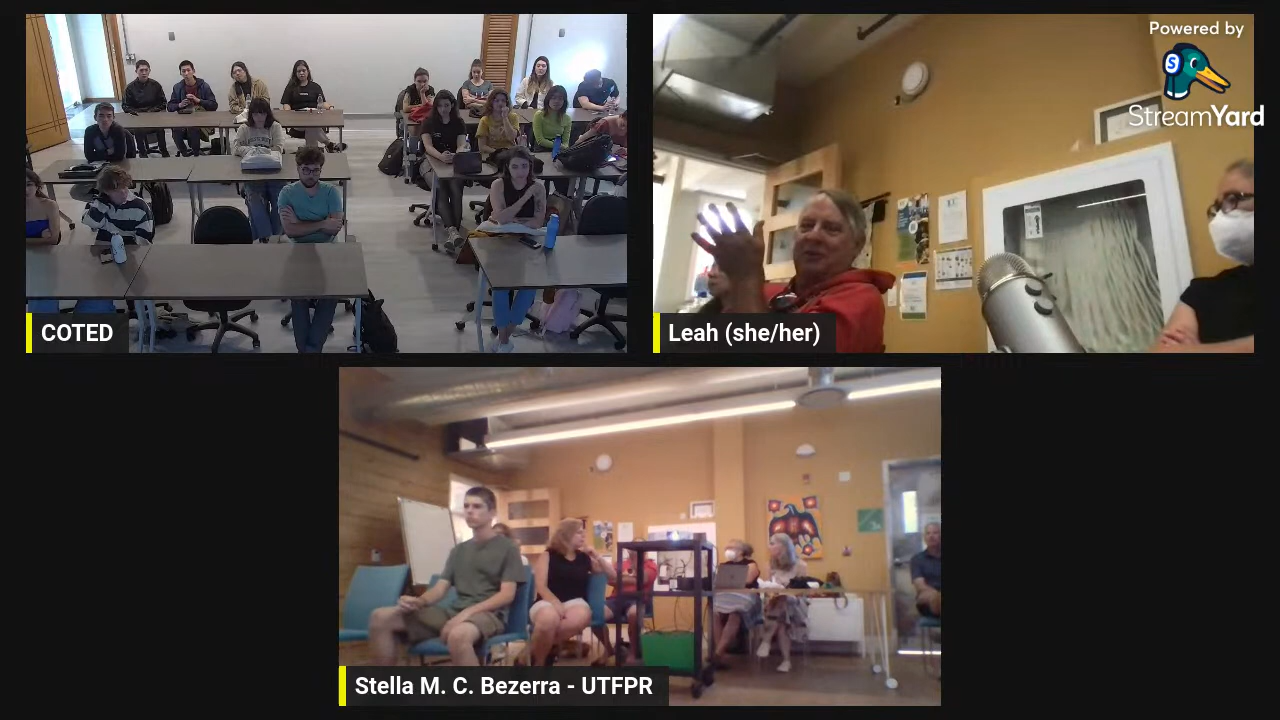 Powered by
StreamYard
COTED
Leah (she/her)
Stella M. C. Bezerra - UTFPR